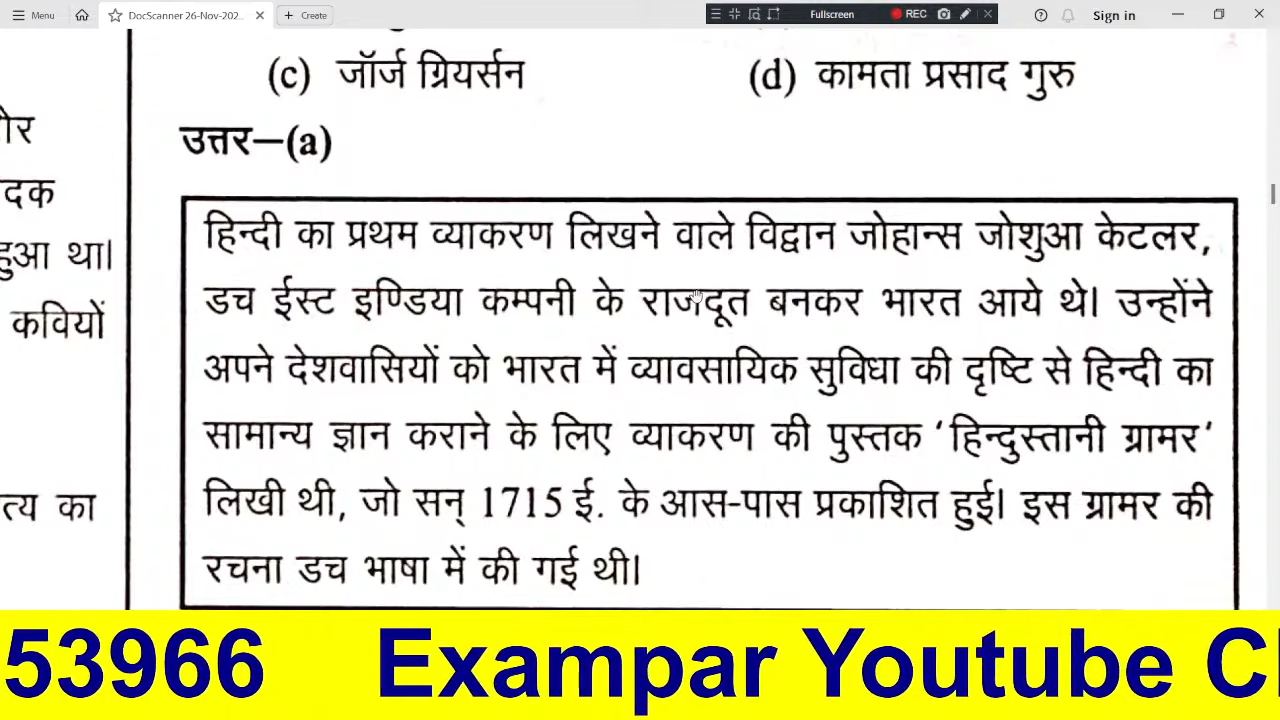 Menu
DocScanner 26-Nov-202...
Create
Fullscreen
REC
Sign in
(c) जॉर्ज ग्रियर्सन
(d) कामता प्रसाद गुरु
उत्तर—(a)
दक
हुआ था।
कवियों
त्य का
हिन्दी का प्रथम व्याकरण लिखने वाले विद्वान जोहान्स जोशुआ केटलर,
डच ईस्ट इण्डिया कम्पनी के राजदूत बनकर भारत आये थे। उन्होंने
अपने देशवासियों को भारत में व्यावसायिक सुविधा की दृष्टि से हिन्दी का
सामान्य ज्ञान कराने के लिए व्याकरण की पुस्तक ‘हिन्दुस्तानी ग्रामर’
लिखी थी, जो सन् 1715 ई. के आस-पास प्रकाशित हुई। इस ग्रामर की
रचना डच भाषा में की गई थी।
53966 Exampar Youtube C